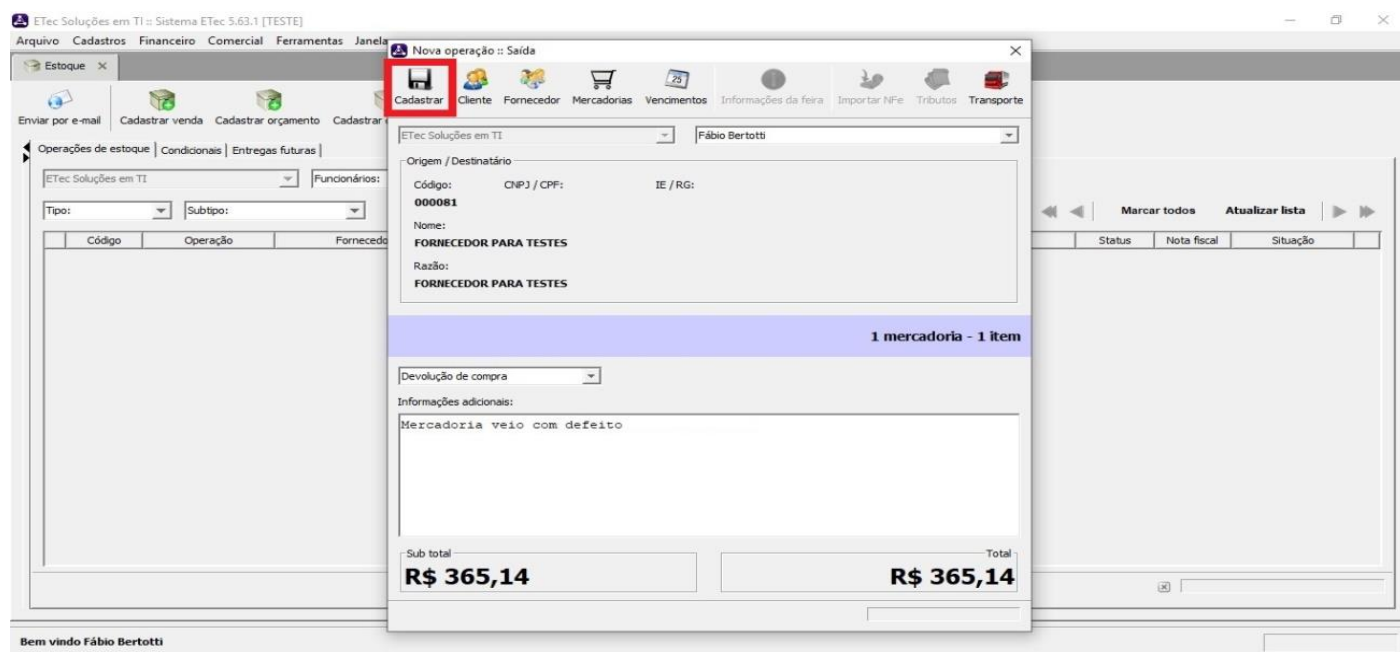 ETec Soluções em TI :: Sistema ETec 5.63.1 [TESTE]
Arquivo Cadastros Financeiro Comercial Ferramentas Janela
Estoque
Enviar por e-mail Cadastrar venda Cadastrar orçamento Cadastrar
Operações de estoque Condicionais Entregas futuras
ETec Soluções em TI Funcionários:
Tipo: Subtipo:
Marcar todos Atualizar lista
Código Operação Fornecedo
Status Nota fiscal Situação
Nova operação :: Saída
Cadastrar Cliente Fornecedor Mercadorias Vencimentos Informações da feira Importar NFe Tributos Transporte
25
ETec Soluções em TI Fábio Bertotti
Origem / Destinatário
Código: CNPJ / CPF: IE / RG:
000081
Nome:
FORNECEDOR PARA TESTES
Razão:
FORNECEDOR PARA TESTES
1 mercadoria - 1 item
Devolução de compra
Informações adicionais:
Mercadoria veio com defeito
Sub total Total
R$ 365,14 R$ 365,14
Bem vindo Fábio Bertotti